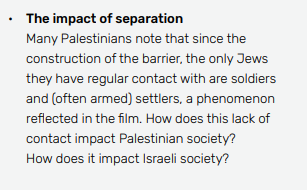 • The impact of separation
Many Palestinians note that since the
construction of the barrier, the only Jews
they have regular contact with are soldiers
and (often armed) settlers, a phenomenon
reflected in the film. How does this lack of
contact impact Palestinian society?
How does it impact Israeli society?